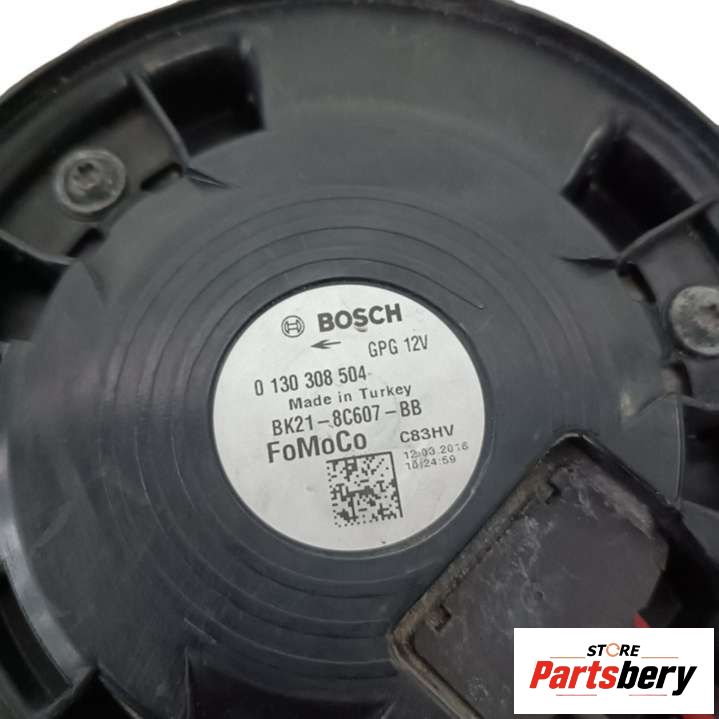 BOSCH
GPG 12V
0 130 308 504
Made in Turkey
BK21-8C607-BB
FoMoCo C83HV
12.03.2016
10:24:59
STORE
Partsbery